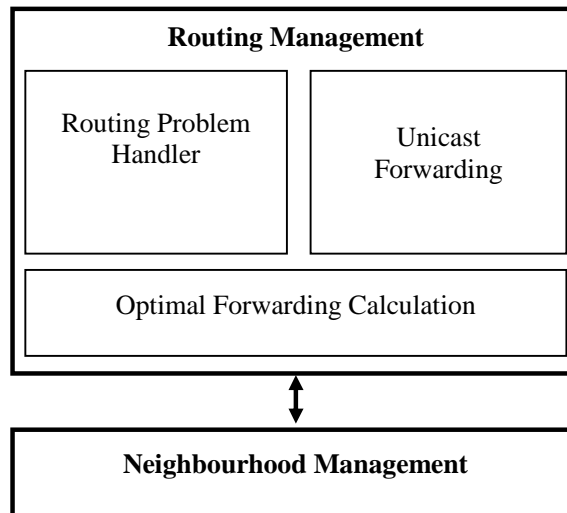 Routing Management
Routing Problem
Handler
Unicast
Forwarding
Optimal Forwarding Calculation
Neighbourhood Management